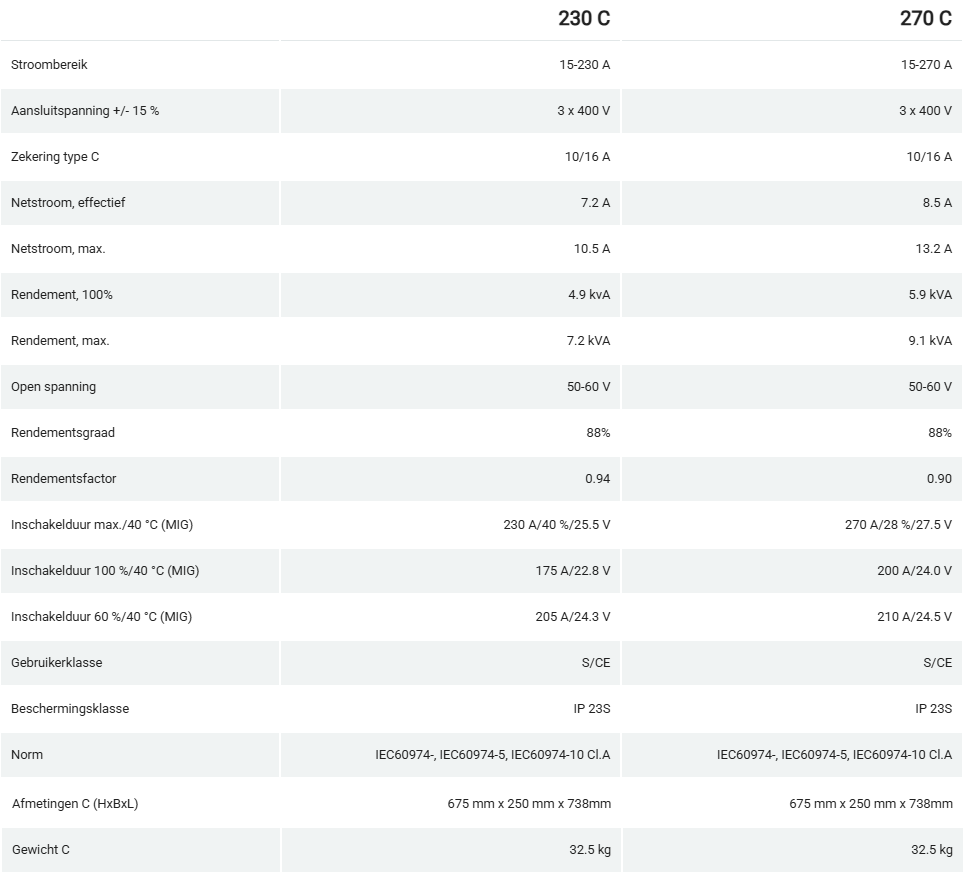 230 C 270 C
Stroombereik 15-230 A 15-270 A
Aansluitspanning +/- 15 % 3 x 400 V 3 x 400 V
Zekering type C 10/16 A 10/16 A
Netstroom, effectief 7.2 A 8.5 A
Netstroom, max. 10.5 A 13.2 A
Rendement, 100% 4.9 kvA 5.9 kVA
Rendement, max. 7.2 kVA 9.1 kVA
Open spanning 50-60 V 50-60 V
Rendementsgraad 88% 88%
Rendementsfactor 0.94 0.90
Inschakelduur max./40 °C (MIG) 230 A/40 %/25.5 V 270 A/28 %/27.5 V
Inschakelduur 100 %/40 °C (MIG) 175 A/22.8 V 200 A/24.0 V
Inschakelduur 60 %/40 °C (MIG) 205 A/24.3 V 210 A/24.5 V
Gebruikerklasse S/CE S/CE
Beschermingsklasse IP 23S IP 23S
Norm IEC60974-, IEC60974-5, IEC60974-10 Cl.A IEC60974-, IEC60974-5, IEC60974-10 Cl.A
Afmetingen C (HxBxL) 675 mm x 250 mm x 738mm 675 mm x 250 mm x 738mm
Gewicht C 32.5 kg 32.5 kg